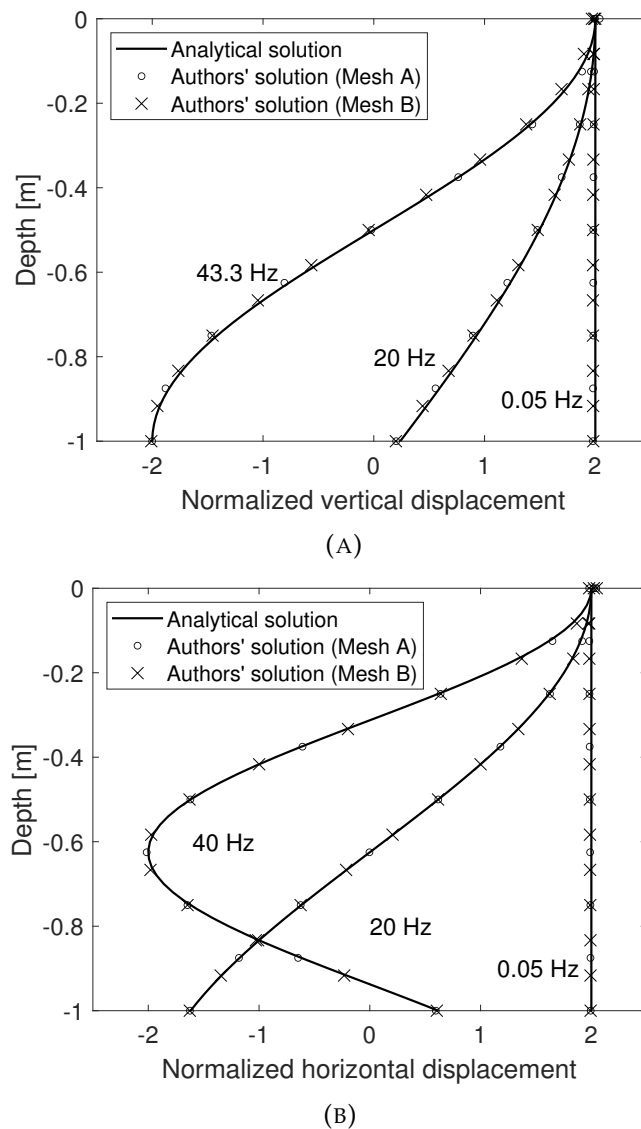 0
-0.2
-0.4
-0.6
-0.8
-1
Depth [m]
Analytical solution
Authors' solution (Mesh A)
Authors' solution (Mesh B)
43.3 Hz
20 Hz
0.05 Hz
-2 -1 0 1 2
Normalized vertical displacement
(A)
0
-0.2
-0.4
-0.6
-0.8
-1
Depth [m]
Analytical solution
Authors' solution (Mesh A)
Authors' solution (Mesh B)
40 Hz
20 Hz
0.05 Hz
-2 -1 0 1 2
Normalized horizontal displacement
(B)